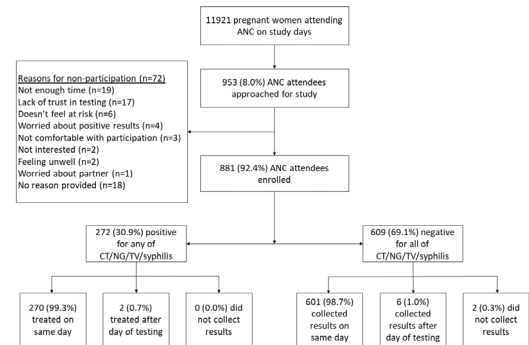 11921 pregnant women attending
ANC on study days
Reasons for non-participation (n=72)
Not enough time (n=19)
Lack of trust in testing (n=17)
Doesn't feel at risk (n=6)
Worried about positive results (n=4)
Not comfortable with participation (n=3)
Not interested (n=2)
Feeling unwell (n=2)
Worried about partner (n=1)
No reason provided (n=18)
953 (8.0%) ANC attendees
approached for study
881 (92.4%) ANC attendees
enrolled
272 (30.9%) positive
for any of
CT/NG/TV/syphilis
609 (69.1%) negative
for all of
CT/NG/TV/syphilis
270 (99.3%)
treated on
same day
2 (0.7%)
treated after
day of testing
0 (0.0%) did
not collect
results
601 (98.7%)
collected
results on
same day
6 (1.0%)
collected
results after
day of testing
2 (0.3%) did
not collect
results